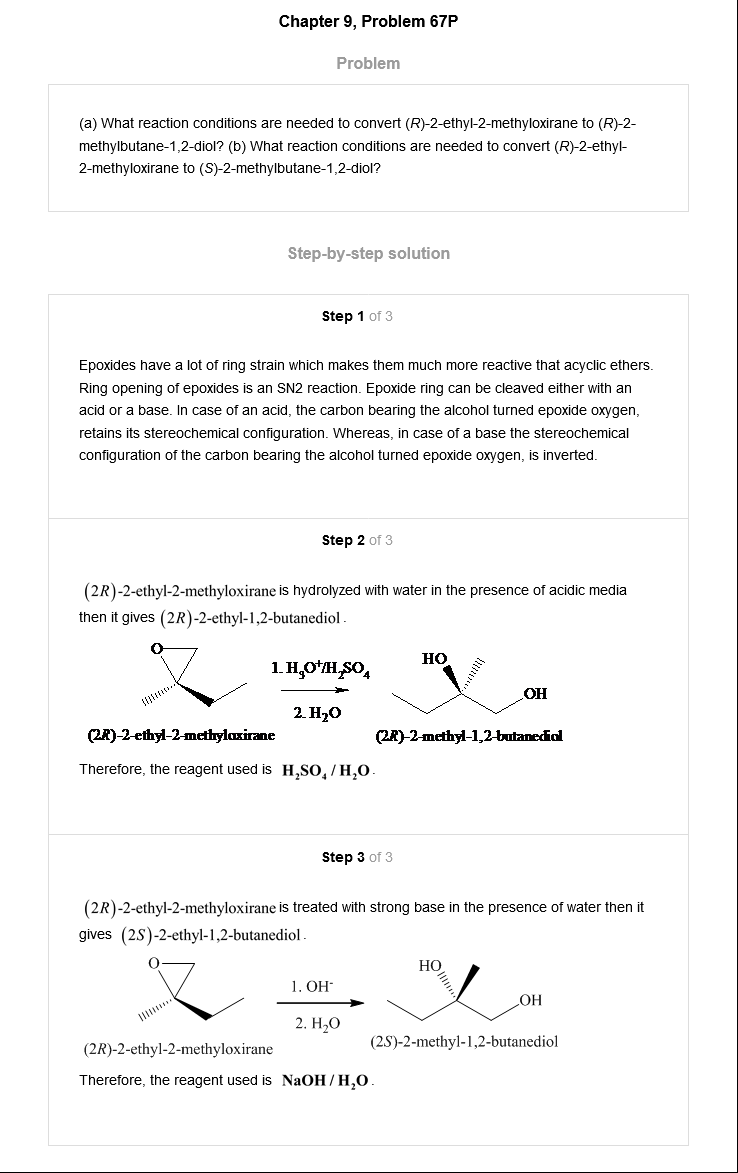 Chapter 9, Problem 67P
Problem
(a) What reaction conditions are needed to convert (R)-2-ethyl-2-methyloxirane to (R)-2-
methylbutane-1,2-diol? (b) What reaction conditions are needed to convert (R)-2-ethyl-
2-methyloxirane to (S)-2-methylbutane-1,2-diol?
Step-by-step solution
Step 1 of 3
Epoxides have a lot of ring strain which makes them much more reactive that acyclic ethers.
Ring opening of epoxides is an SN2 reaction. Epoxide ring can be cleaved either with an
acid or a base. In case of an acid, the carbon bearing the alcohol turned epoxide oxygen,
retains its stereochemical configuration. Whereas, in case of a base the stereochemical
configuration of the carbon bearing the alcohol turned epoxide oxygen, is inverted.
Step 2 of 3
(2R)-2-ethyl-2-methyloxirane is hydrolyzed with water in the presence of acidic media
then it gives (2R)-2-ethyl-1,2-butanediol.
O
1. H₃O⁺/H₂SO₄
2. H₂O
HO
OH
(2R)-2-ethyl-2-methyloxirane
(2R)-2-methyl-1,2-butanediol
Therefore, the reagent used is H₂SO₄ / H₂O.
Step 3 of 3
(2R)-2-ethyl-2-methyloxirane is treated with strong base in the presence of water then it
gives (2S)-2-ethyl-1,2-butanediol.
O
1. OH⁻
2. H₂O
HO
OH
(2R)-2-ethyl-2-methyloxirane
(2S)-2-methyl-1,2-butanediol
Therefore, the reagent used is NaOH / H₂O.